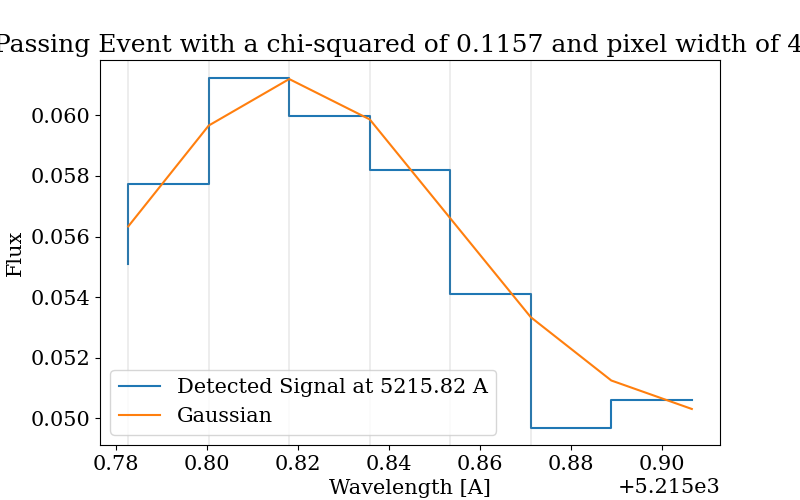 Passing Event with a chi-squared of 0.1157 and pixel width of 4
0.060
0.058
0.056
0.054
0.052
0.050
Flux
Detected Signal at 5215.82 A
Gaussian
0.78 0.80 0.82 0.84 0.86 0.88 0.90
+5.215e3
Wavelength [A]